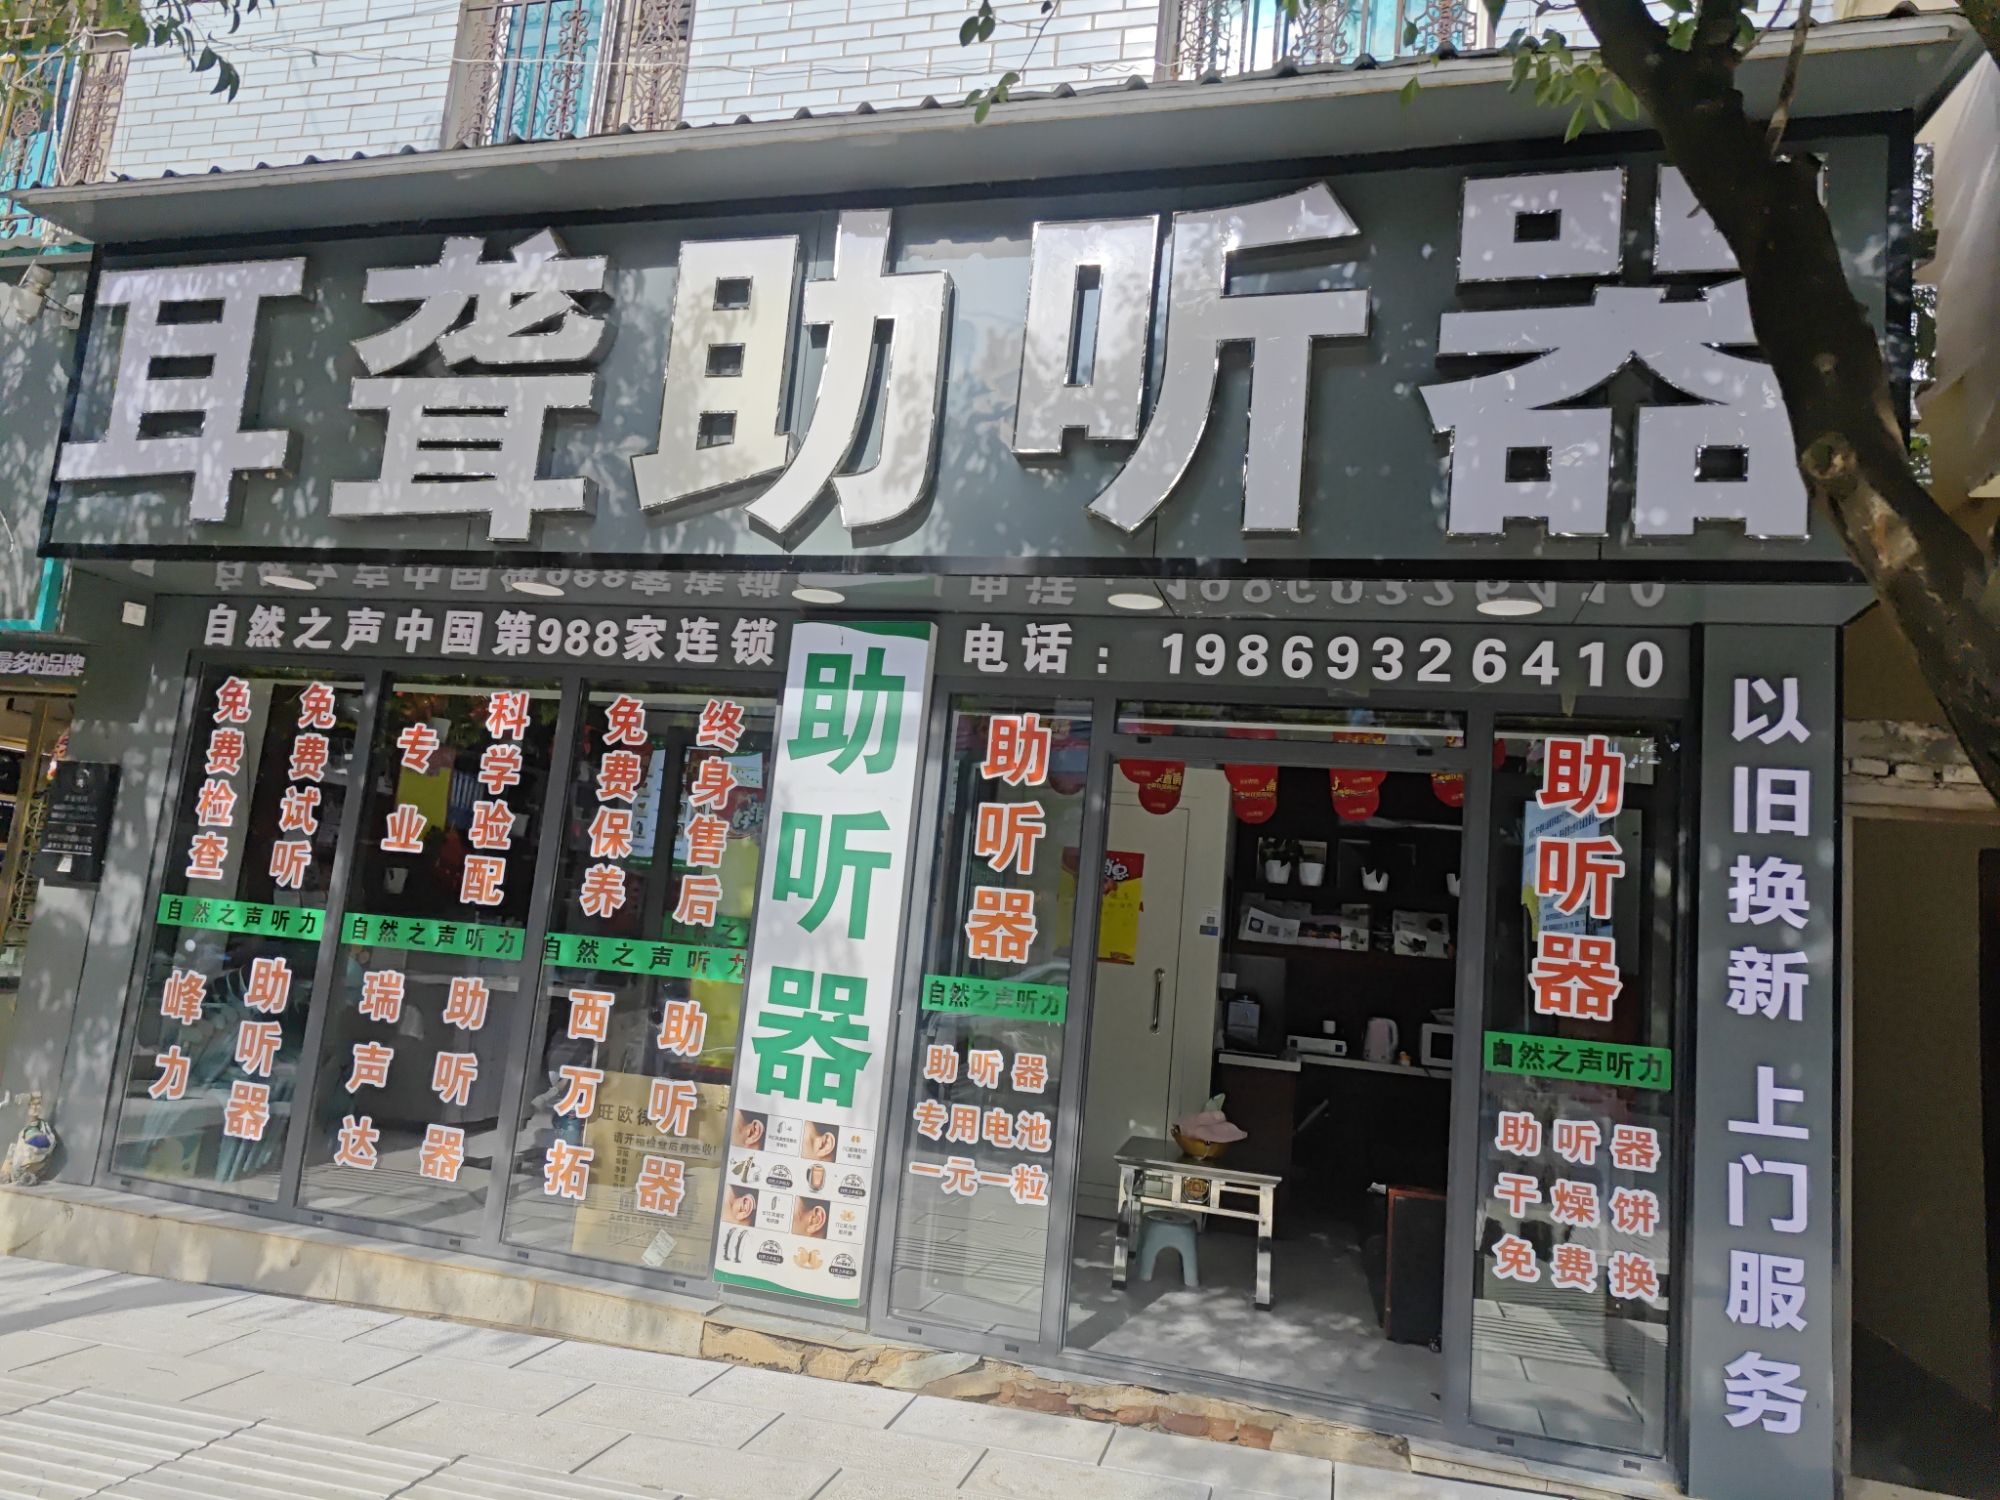 耳聋助听器
自然之声中国第988家连锁
电话：19869326410
最多的品牌
免费检查
免费试听
专业
科学验配
免费保养
终身售后
自然之声听力
自然之声听力
自然之声听力
峰力
助听器
瑞声达
助听器
西万拓
助听器
助听器
助听器
自然之声听力
助听器
专用电池
一元一粒
助听器
自然之声听力
助听器
干燥饼
免费换
以旧换新 上门服务